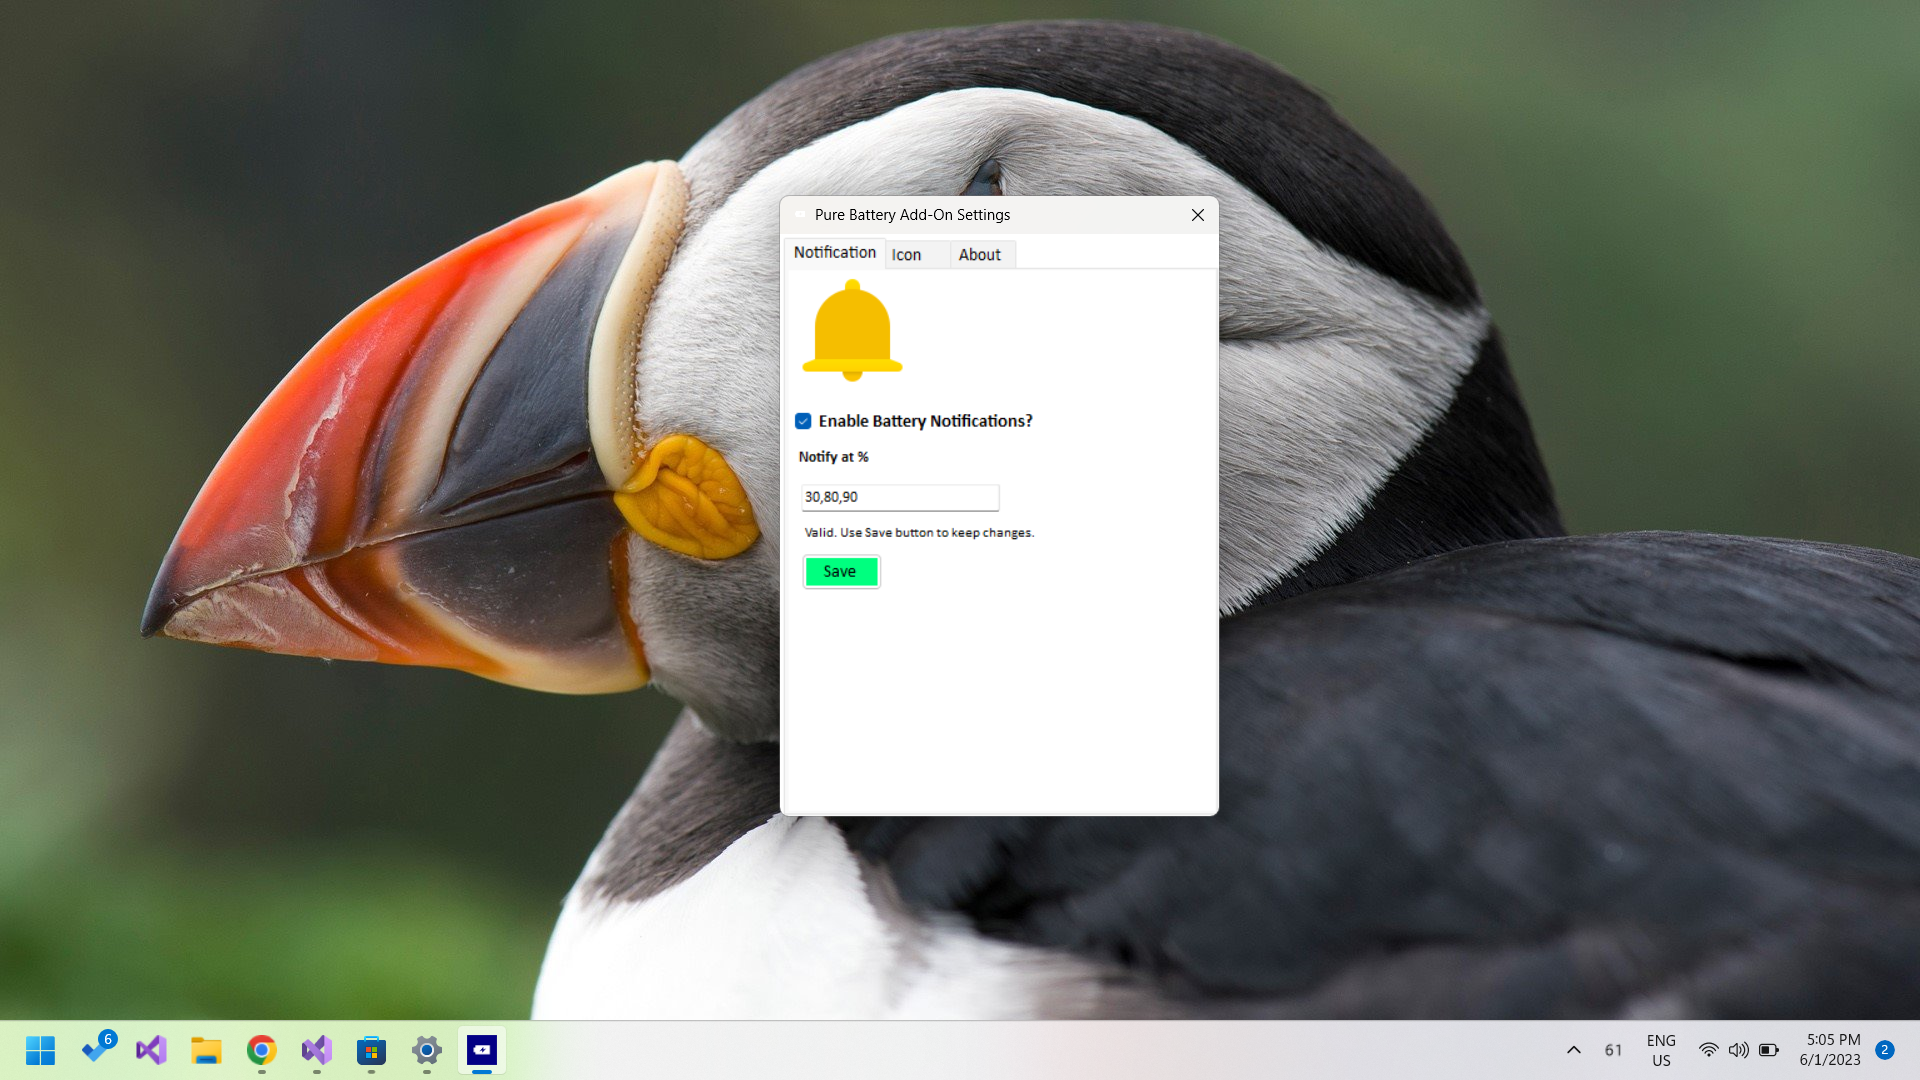 Pure Battery Add-On Settings
Notification Icon About
Enable Battery Notifications?
Notify at %
30,80,90
Valid. Use Save button to keep changes.
Save
6
61
ENG
US
5:05 PM
6/1/2023
2